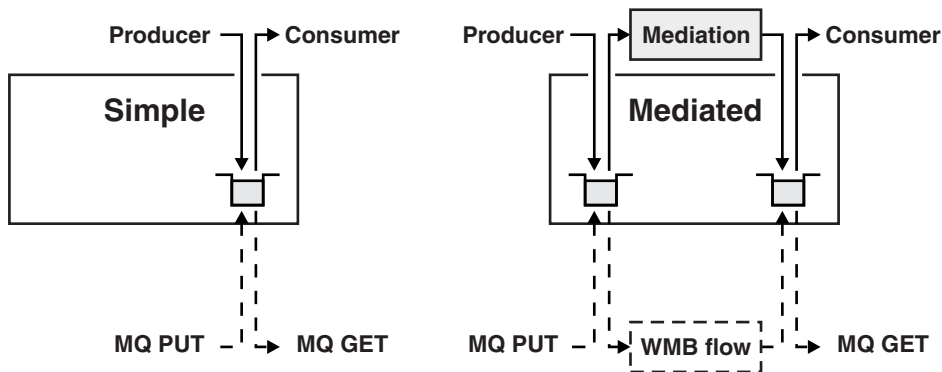 Producer
Consumer
Simple
MQ PUT
MQ GET
Producer
Mediation
Consumer
Mediated
MQ PUT
WMB flow
MQ GET